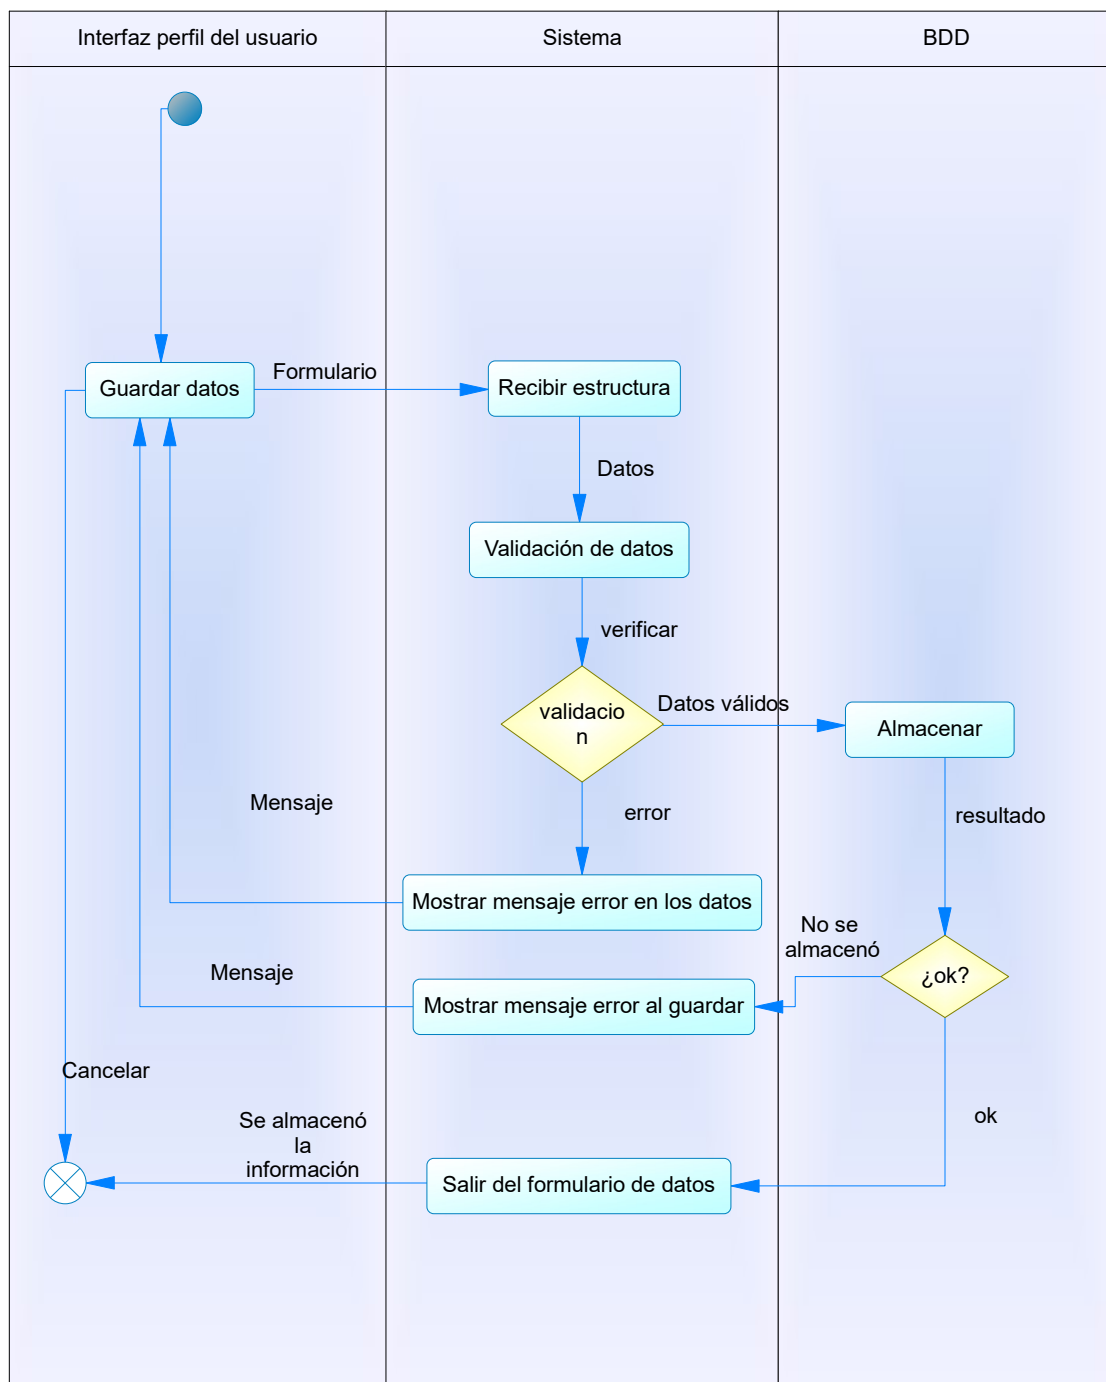 Interfaz perfil del usuario
Sistema
BDD
Guardar datos
Formulario
Recibir estructura
Datos
Validación de datos
verificar
validacio
n
Datos válidos
Almacenar
Mensaje
error
resultado
Mostrar mensaje error en los datos
No se
almacenó
¿ok?
Mensaje
Mostrar mensaje error al guardar
Cancelar
Se almacenó
la
información
ok
Salir del formulario de datos